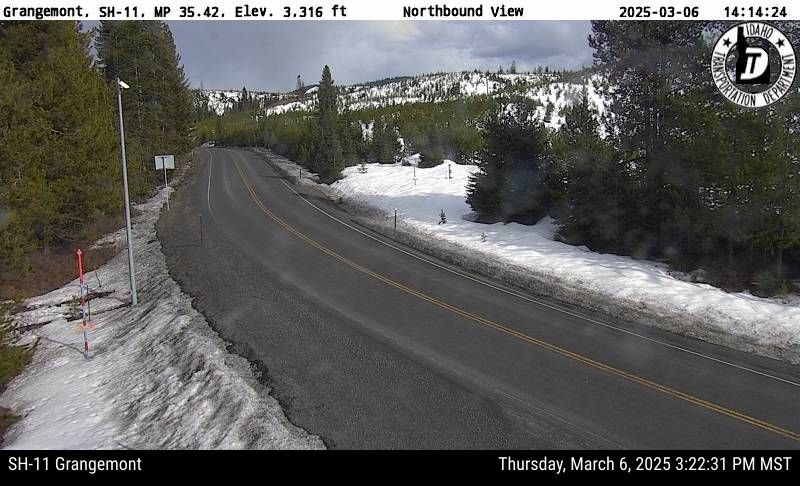 Grangemont, SH-11, MP 35.42, Elev. 3,316 ft Northbound View 2025-03-06 14:14:24
IDAHO
TRANSPORTATION DEPARTMENT
SH-11 Grangemont Thursday, March 6, 2025 3:22:31 PM MST